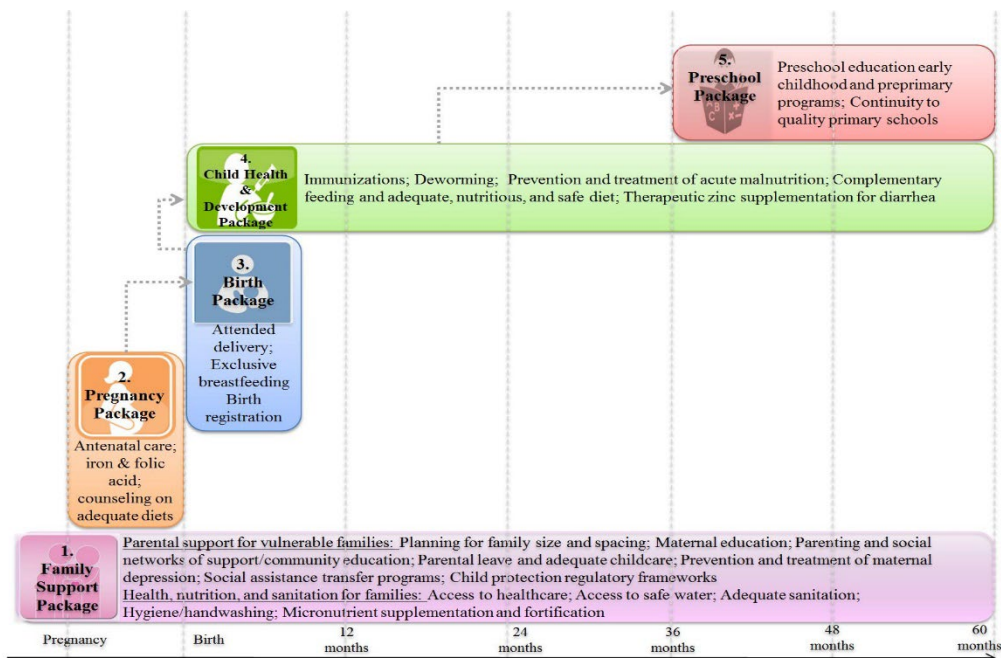 5.
Preschool
Package
Preschool education early
childhood and preprimary
programs; Continuity to
quality primary schools
4.
Child Health
&
Development
Package
Immunizations; Deworming; Prevention and treatment of acute malnutrition; Complementary
feeding and adequate, nutritious, and safe diet; Therapeutic zinc supplementation for diarrhea
3.
Birth
Package
Attended
delivery;
Exclusive
breastfeeding
Birth
registration
2.
Pregnancy
Package
Antenatal care;
iron & folic
acid;
counseling on
adequate diets
1.
Family
Support
Package
Parental support for vulnerable families: Planning for family size and spacing; Maternal education; Parenting and social
networks of support/community education; Parental leave and adequate childcare; Prevention and treatment of maternal
depression; Social assistance transfer programs; Child protection regulatory frameworks
Health, nutrition, and sanitation for families: Access to healthcare; Access to safe water; Adequate sanitation;
Hygiene/handwashing; Micronutrient supplementation and fortification
Pregnancy
Birth
12
months
24
months
36
months
48
months
60
months
A B
C
+
x -